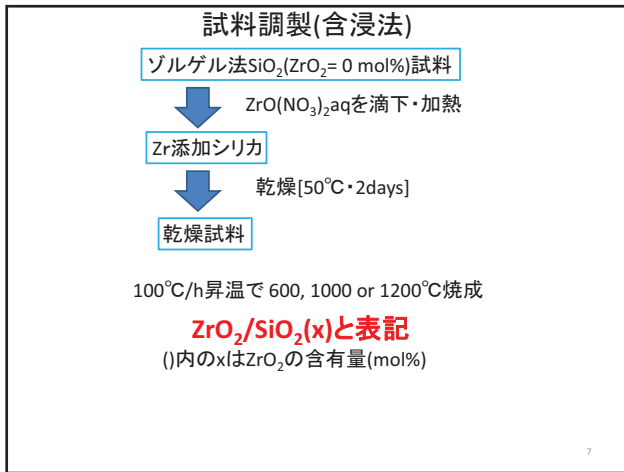 試料調製(含浸法)
ゾルゲル法SiO₂(ZrO₂= 0 mol%)試料
ZrO(NO₃)₂aqを滴下・加熱
Zr添加シリカ
乾燥[50℃・2days]
乾燥試料
100℃/h昇温で 600, 1000 or 1200℃焼成
ZrO₂/SiO₂(x)と表記
()内のxはZrO₂の含有量(mol%)
7